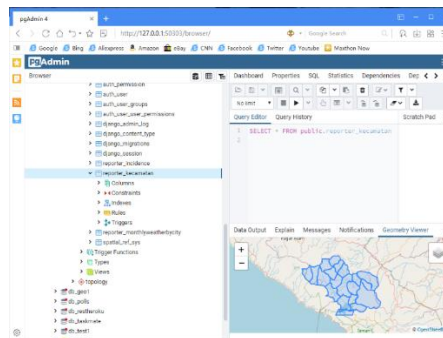 pgAdmin 4
http://127.0.0.1:50303/browser/
Google Search
Google Bing Aliexpress Amazon eBay CNN Facebook Twitter Youtube Maxthon Now
pgAdmin
Browser
auth_permission
auth_user
auth_user_groups
auth_user_user_permissions
django_admin_log
django_content_type
django_migrations
django_session
reporter_incidence
reporter_kecamatan
Columns
Constraints
Indexes
Rules
Triggers
reporter_monthlyweatherbycity
spatial_ref_sys
Trigger Functions
Types
Views
topology
db_geo1
db_polls
db_taskmate
db_test1
Dashboard Properties SQL Statistics Dependencies Dep
No limit
Query Editor Query History
Scratch Pad
1 SELECT * FROM public.reporter_kecamatan
2
Data Output Explain Messages Notifications Geometry Viewer
+
−